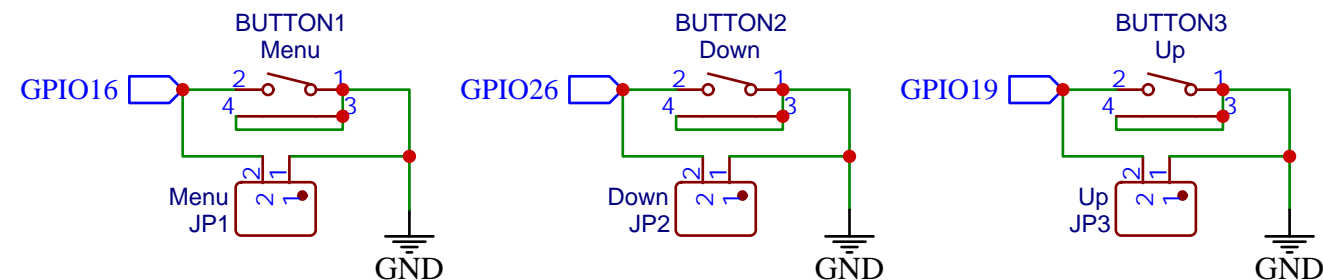 BUTTON1
Menu
GPIO16
2
1
4
3
2
1
Menu
JP1
2
1
GND
BUTTON2
Down
GPIO26
2
1
4
3
2
1
Down
JP2
2
1
GND
BUTTON3
Up
GPIO19
2
1
4
3
2
1
Up
JP3
2
1
GND